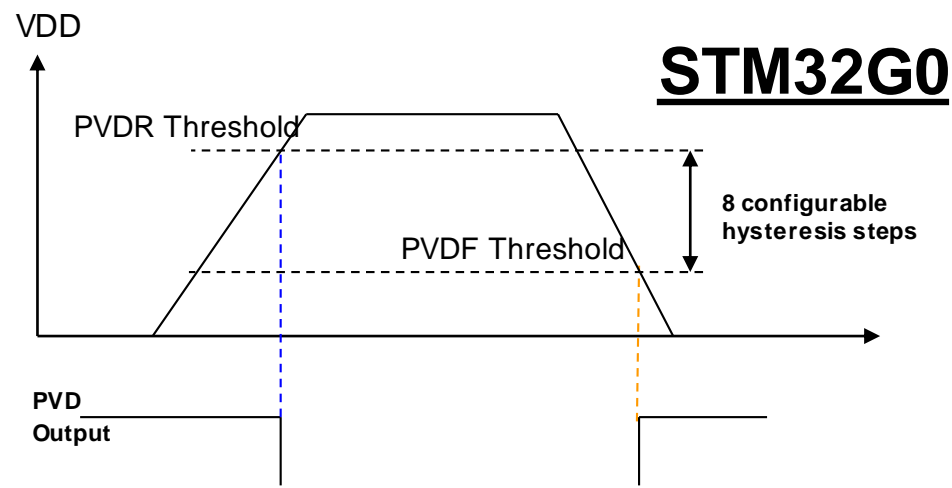 VDD
STM32G0
PVDR Threshold
8 configurable
hysteresis steps
PVDF Threshold
PVD
Output